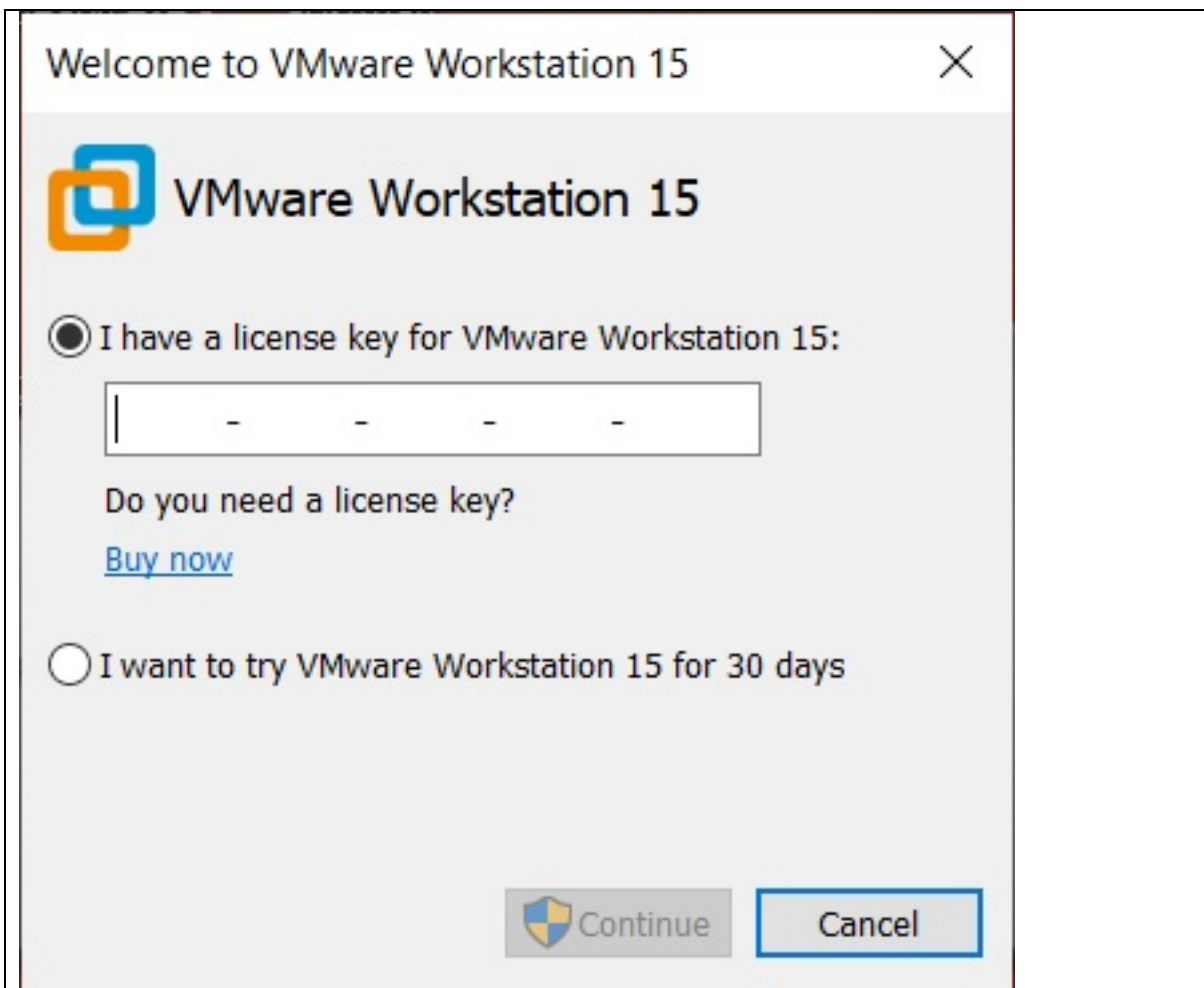 Welcome to VMware Workstation 15
VMware Workstation 15
I have a license key for VMware Workstation 15:
- - - -
Do you need a license key?
Buy now
I want to try VMware Workstation 15 for 30 days
Continue
Cancel